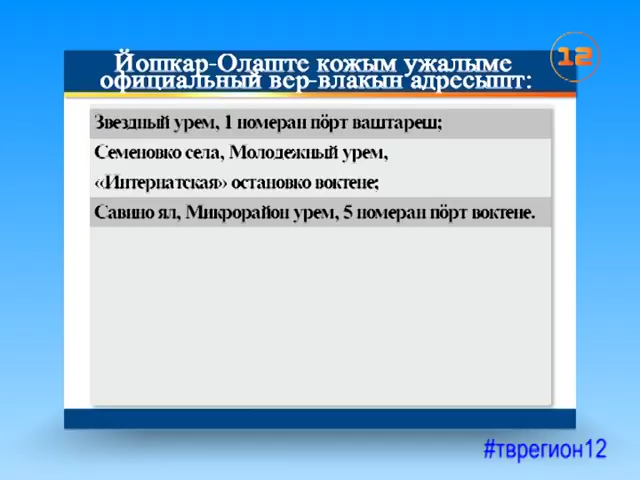 Йошкар-Олаште кожым ужалыме
официальный вер-влакын адресышт:
12
Звездный урем, 1 номеран пӧрт ваштареш;
Семеновко села, Молодежный урем,
«Интернатская» остановко воктене;
Савино ял, Микрорайон урем, 5 номеран пӧрт воктене.
#тврегион12